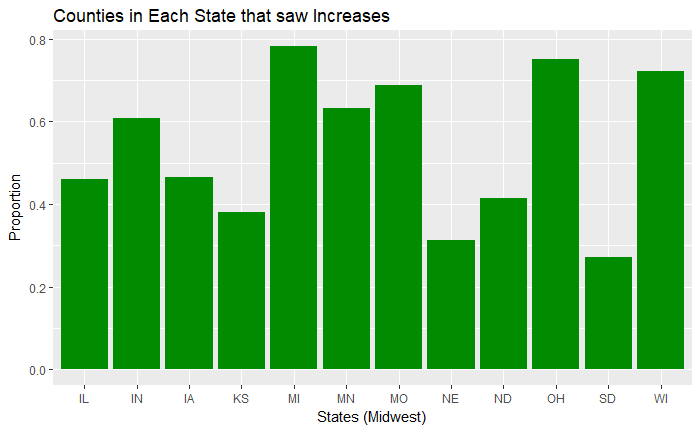 Counties in Each State that saw Increases
0.8
0.6
0.4
0.2
0.0
Proportion
IL IN IA KS MI MN MO NE ND OH SD WI
States (Midwest)